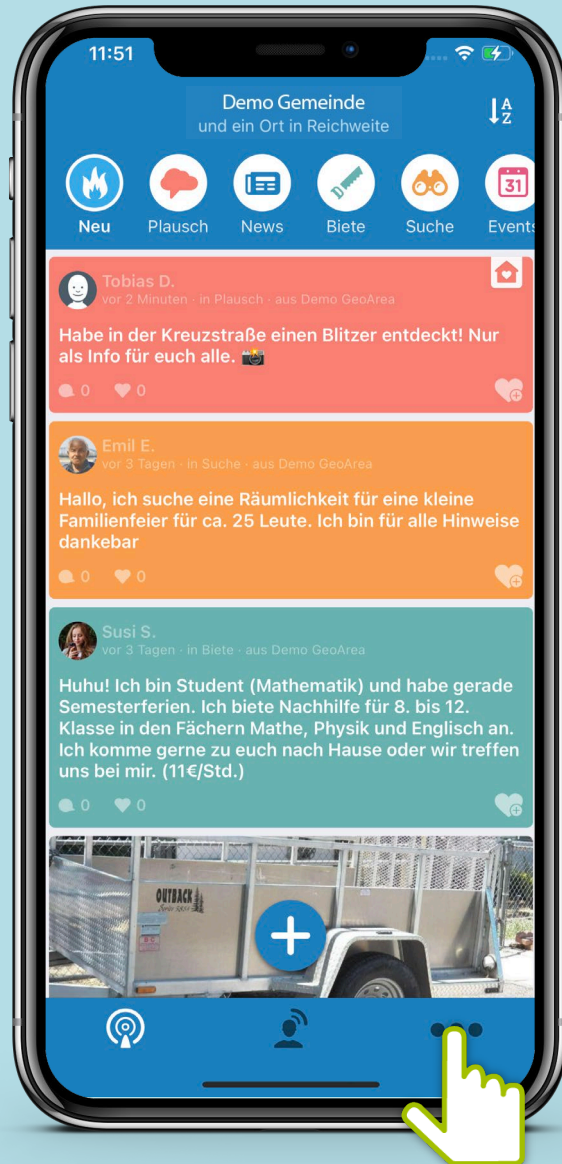 11:51
Demo Gemeinde
und ein Ort in Reichweite
A
Z
31
Neu Plausch News Biete Suche Events
Tobias D.
vor 2 Minuten · in Plausch · aus Demo GeoArea
Habe in der Kreuzstraße einen Blitzer entdeckt! Nur
als Info für euch alle. 📸
0 0
Emil E.
vor 3 Tagen · in Suche · aus Demo GeoArea
Hallo, ich suche eine Räumlichkeit für eine kleine
Familienfeier für ca. 25 Leute. Ich bin für alle Hinweise
dankebar
0 0
Susi S.
vor 3 Tagen · in Biete · aus Demo GeoArea
Huhu! Ich bin Student (Mathematik) und habe gerade
Semesterferien. Ich biete Nachhilfe für 8. bis 12.
Klasse in den Fächern Mathe, Physik und Englisch an.
Ich komme gerne zu euch nach Hause oder wir treffen
uns bei mir. (11€/Std.)
0 0
OUTBACK